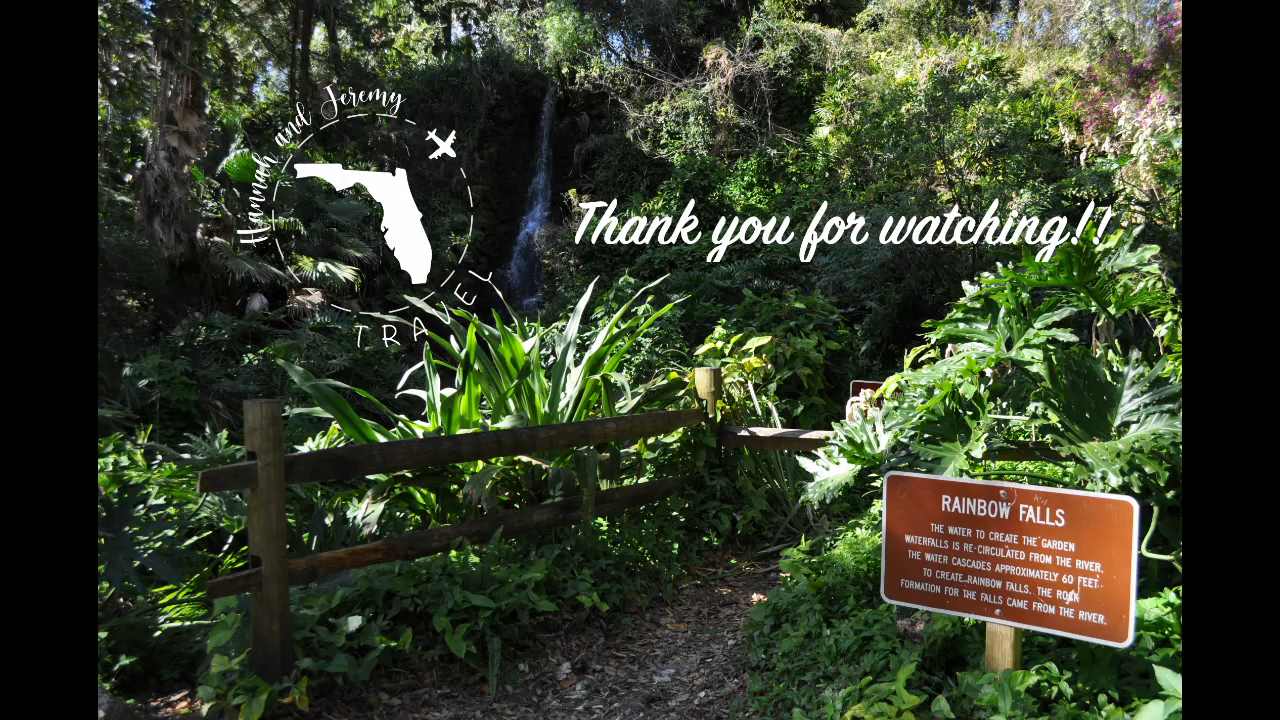 Hannah and Jeremy
TRAVEL
Thank you for watching!!
RAINBOW FALLS
THE WATER TO CREATE THE GARDEN
WATERFALLS IS RE-CIRCULATED FROM THE RIVER.
THE WATER CASCADES APPROXIMATELY 60 FEET
TO CREATE RAINBOW FALLS. THE ROCK
FORMATION FOR THE FALLS CAME FROM THE RIVER.